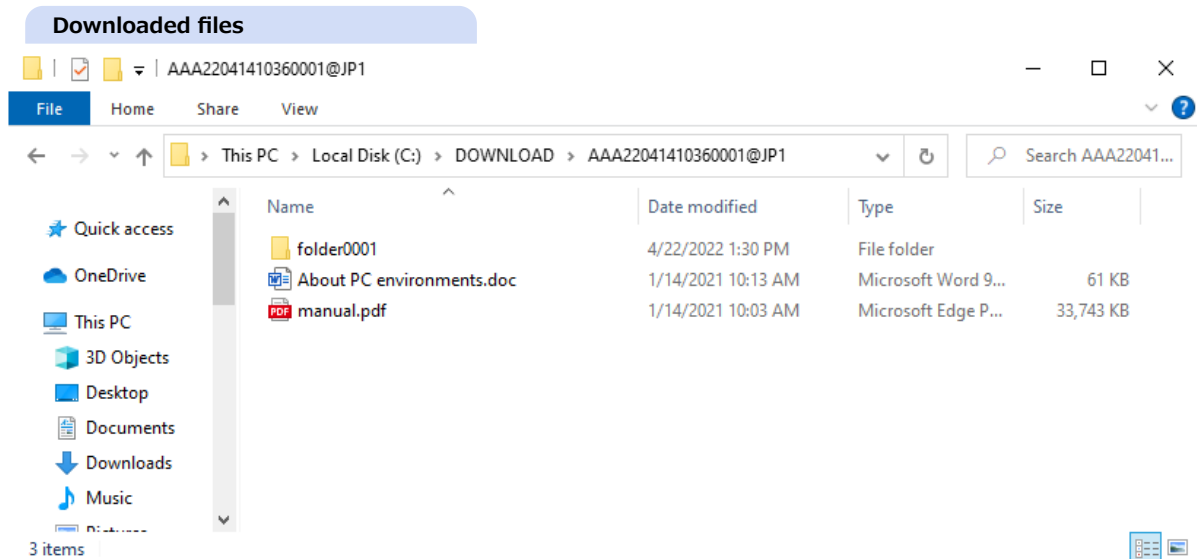 Downloaded files
AAA22041410360001@JP1
File Home Share View
This PC > Local Disk (C:) > DOWNLOAD > AAA22041410360001@JP1 Search AAA22041...
Name Date modified Type Size
Quick access
OneDrive
This PC
3D Objects
Desktop
Documents
Downloads
Music
Pictures
folder0001 4/22/2022 1:30 PM File folder
About PC environments.doc 1/14/2021 10:13 AM Microsoft Word 9... 61 KB
PDF manual.pdf 1/14/2021 10:03 AM Microsoft Edge P... 33,743 KB
3 items